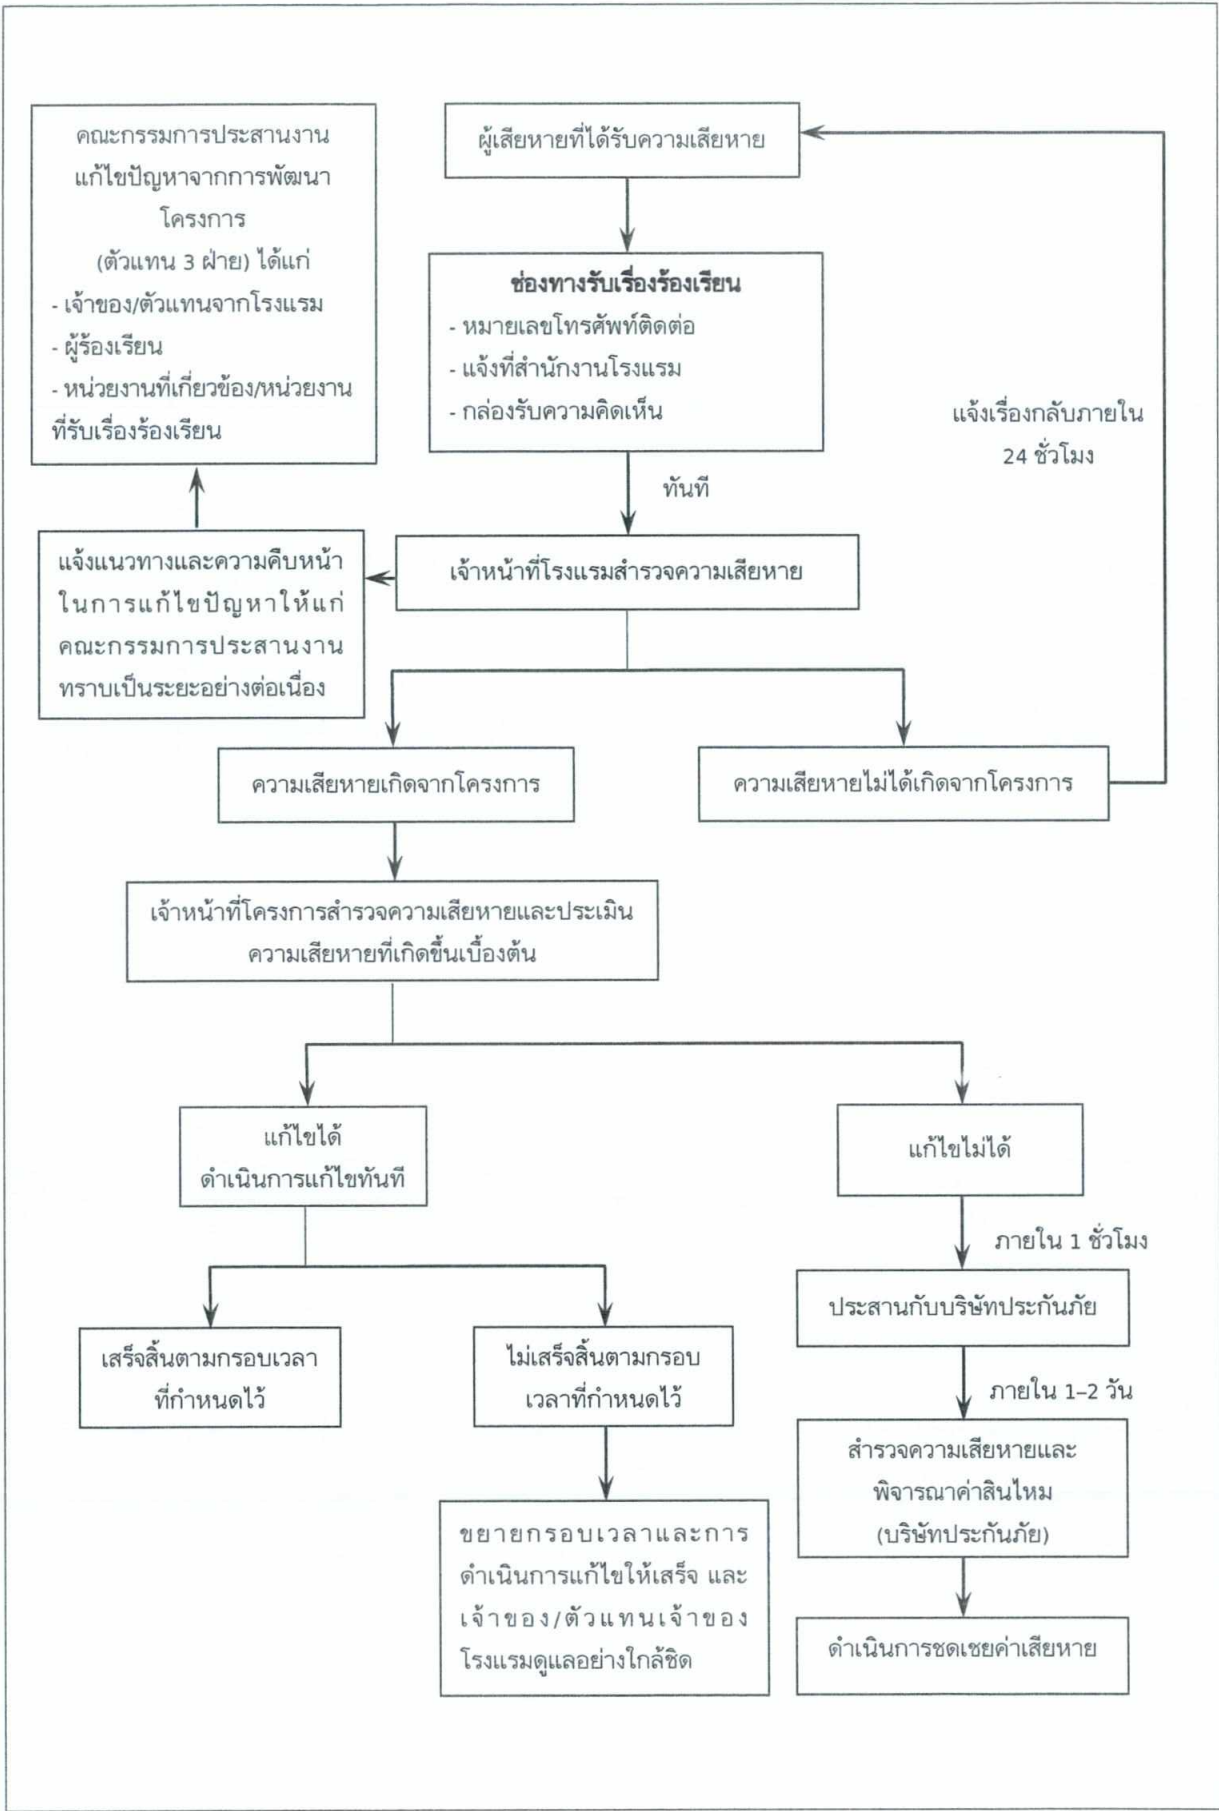 คณะกรรมการประสานงาน
แก้ไขปัญหาจากการพัฒนา
โครงการ
(ตัวแทน 3 ฝ่าย) ได้แก่
- เจ้าของ/ตัวแทนจากโรงแรม
- ผู้ร้องเรียน
- หน่วยงานที่เกี่ยวข้อง/หน่วยงาน
ที่รับเรื่องร้องเรียน
ผู้เสียหายที่ได้รับความเสียหาย
ช่องทางรับเรื่องร้องเรียน
- หมายเลขโทรศัพท์ติดต่อ
- แจ้งที่สำนักงานโรงแรม
- กล่องรับความคิดเห็น
แจ้งเรื่องกลับภายใน
24 ชั่วโมง
ทันที
แจ้งแนวทางและความคืบหน้า
ในการแก้ไขปัญหาให้แก่
คณะกรรมการประสานงาน
ทราบเป็นระยะอย่างต่อเนื่อง
เจ้าหน้าที่โรงแรมสำรวจความเสียหาย
ความเสียหายเกิดจากโครงการ
ความเสียหายไม่ได้เกิดจากโครงการ
เจ้าหน้าที่โครงการสำรวจความเสียหายและประเมิน
ความเสียหายที่เกิดขึ้นเบื้องต้น
แก้ไขได้
ดำเนินการแก้ไขทันที
แก้ไขไม่ได้
ภายใน 1 ชั่วโมง
ประสานกับบริษัทประกันภัย
เสร็จสิ้นตามกรอบเวลา
ที่กำหนดไว้
ไม่เสร็จสิ้นตามกรอบ
เวลาที่กำหนดไว้
ภายใน 1–2 วัน
สำรวจความเสียหายและ
พิจารณาค่าสินไหม
(บริษัทประกันภัย)
ขยายกรอบเวลาและการ
ดำเนินการแก้ไขให้เสร็จ และ
เจ้าของ/ตัวแทนเจ้าของ
โรงแรมดูแลอย่างใกล้ชิด
ดำเนินการชดเชยค่าเสียหาย